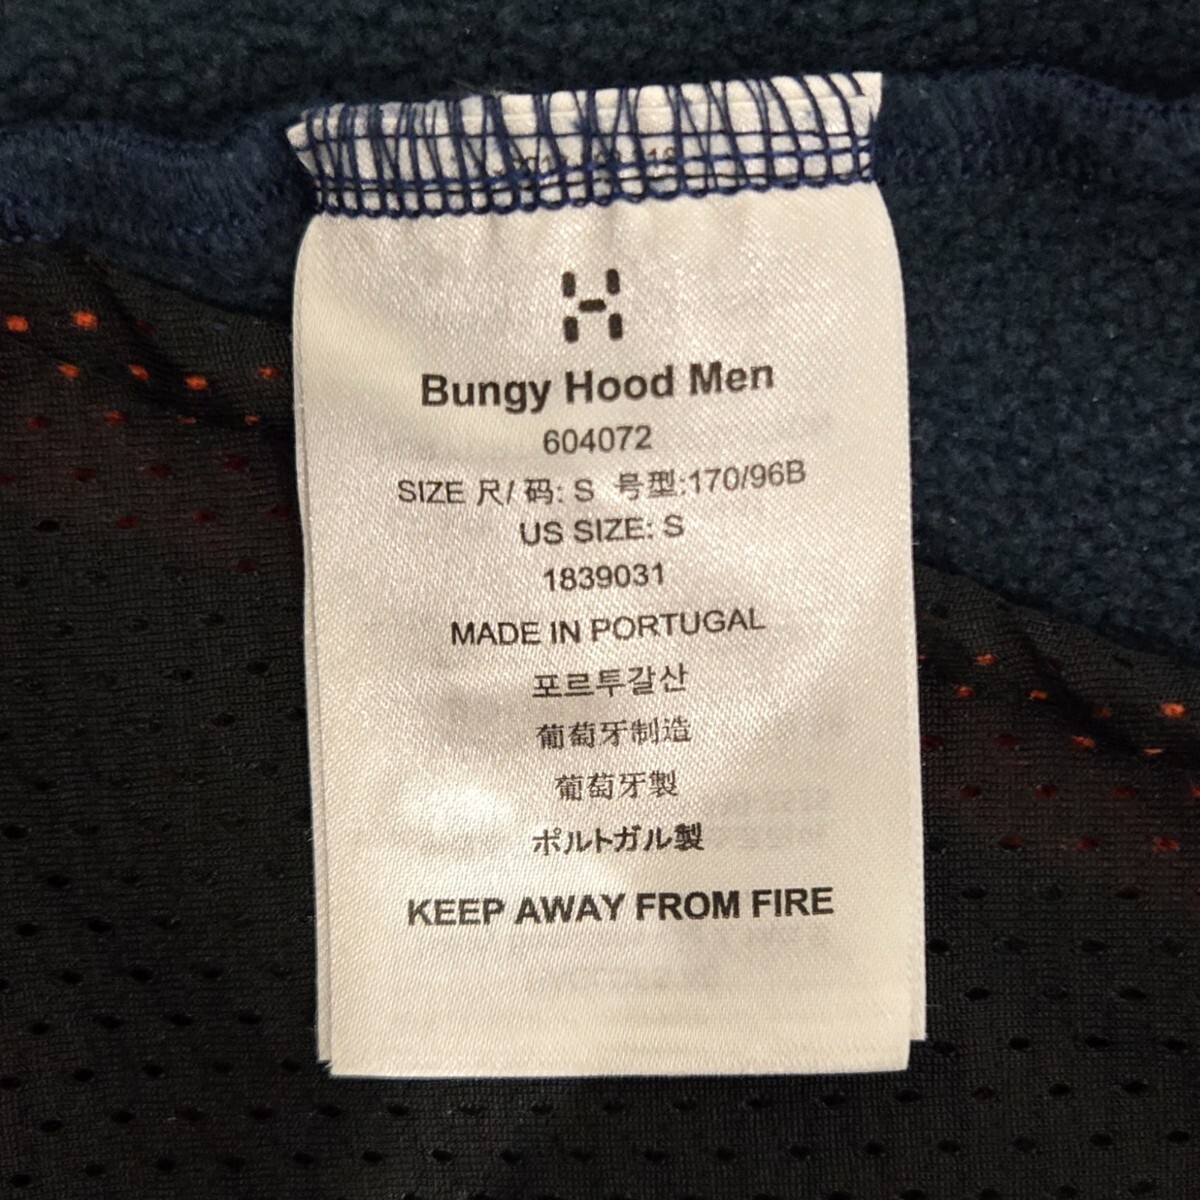 Bungy Hood Men
604072
SIZE 尺/ 码: S 号型:170/96B
US SIZE: S
1839031
MADE IN PORTUGAL
포르투갈산
葡萄牙制造
葡萄牙製
ポルトガル製
KEEP AWAY FROM FIRE